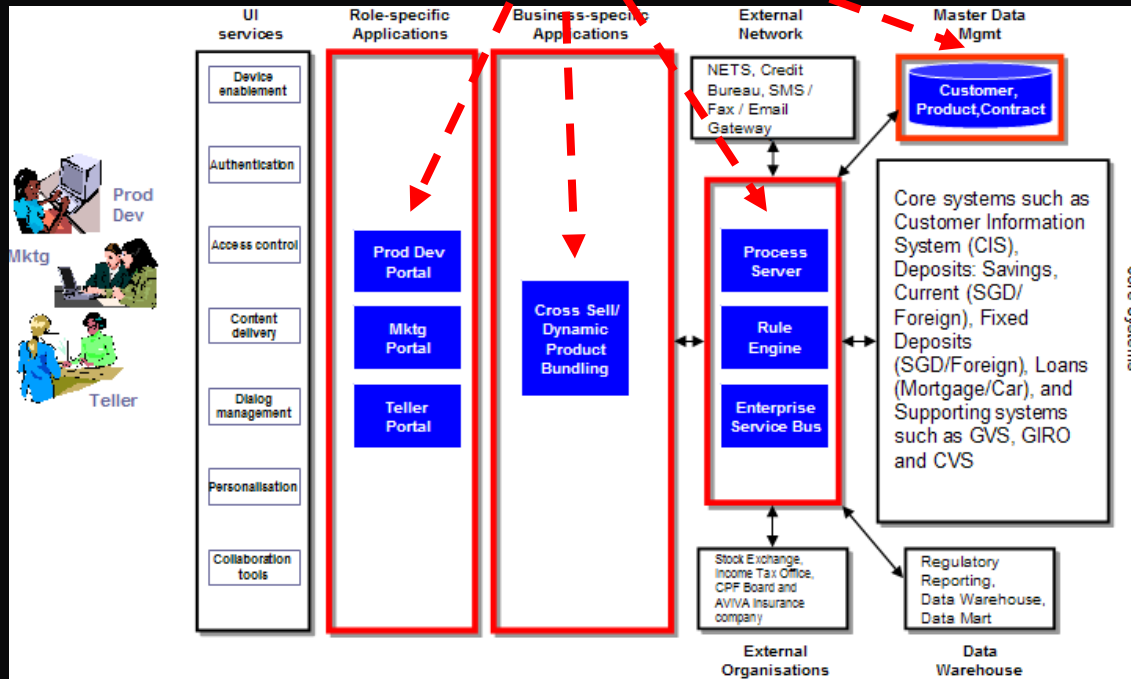 UI
services
Role-specific
Applications
Business-specific
Applications
External
Network
Master Data
Mgmt
Device
enablement
Authentication
Access control
Content
delivery
Dialog
management
Personalisation
Collaboration
tools
Prod
Dev
Mktg
Teller
Prod Dev
Portal
Mktg
Portal
Teller
Portal
Cross Sell/
Dynamic
Product
Bundling
NETS, Credit
Bureau, SMS /
Fax / Email
Gateway
Process
Server
Rule
Engine
Enterprise
Service Bus
Stock Exchange,
Income Tax Office,
CPF Board and
AVIVA Insurance
company
External
Organisations
Customer,
Product,Contract
Core systems such as
Customer Information
System (CIS),
Deposits: Savings,
Current (SGD/
Foreign), Fixed
Deposits
(SGD/Foreign), Loans
(Mortgage/Car), and
Supporting systems
such as GVS, GIRO
and CVS
Regulatory
Reporting,
Data Warehouse,
Data Mart
Data
Warehouse